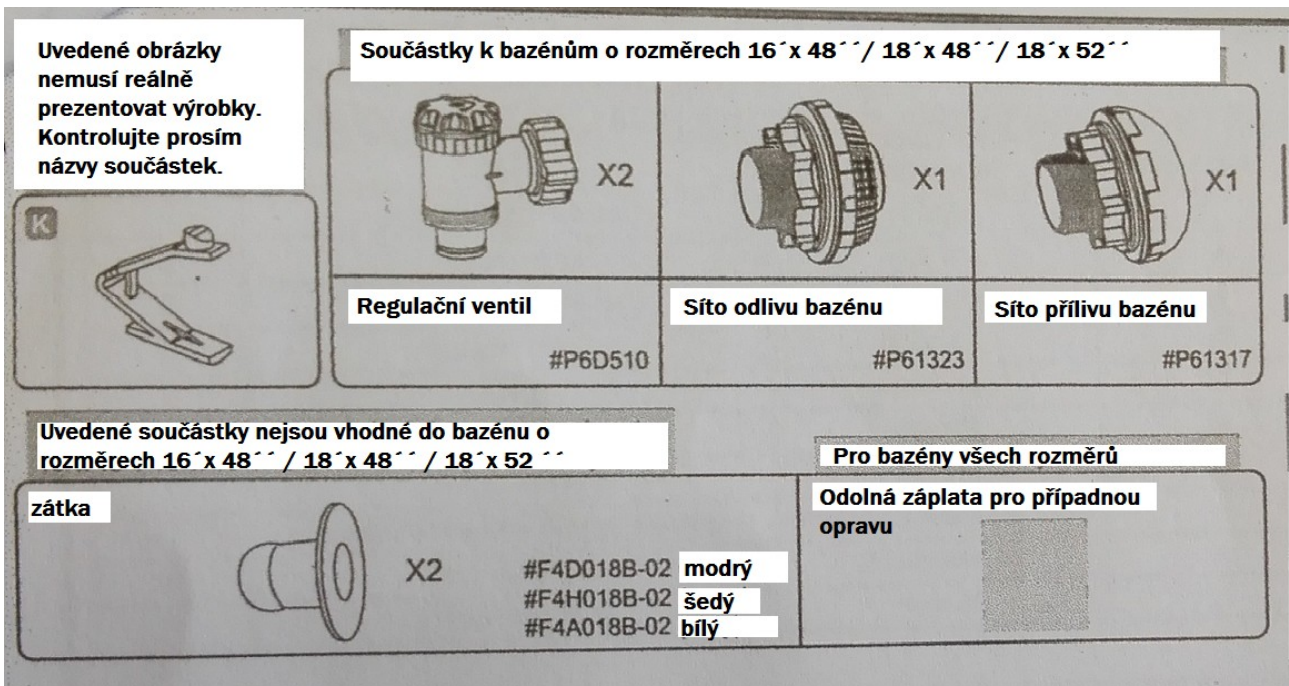 Uvedené obrázky
nemusí reálně
prezentovat výrobky.
Kontrolujte prosím
názvy součástek.
K
Součástky k bazénům o rozměrech 16´x 48´´/ 18´x 48´´/ 18´x 52´´
X2
X1
X1
Regulační ventil
Síto odlivu bazénu
Síto přílivu bazénu
#P6D510
#P61323
#P61317
Uvedené součástky nejsou vhodné do bazénu o
rozměrech 16´x 48´´ / 18´x 48´´ / 18´x 52 ´´
zátka
X2
#F4D018B-02 modrý
#F4H018B-02 šedý
#F4A018B-02 bílý
Pro bazény všech rozměrů
Odolná záplata pro případnou
opravu